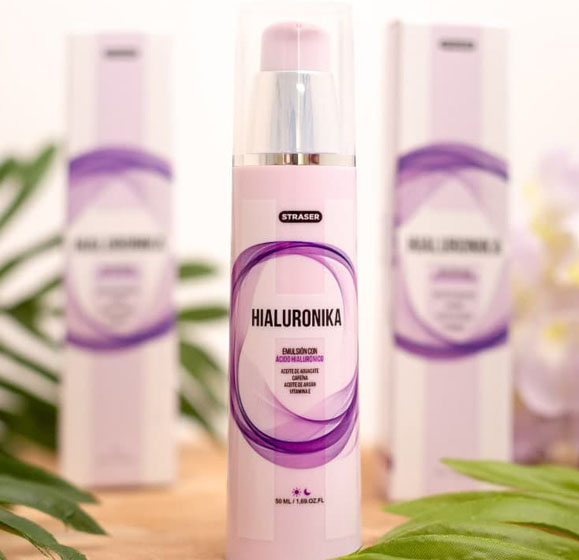 STRASER
HIALURONIKA
EMULSIÓN CON
ÁCIDO HIALURÓNICO
ACEITE DE AGUACATE
CAFEÍNA
ACEITE DE ARGÁN
VITAMINA E
50 ML / 1,69.OZ.FL
HIALURONIKA
HIALURONIKA